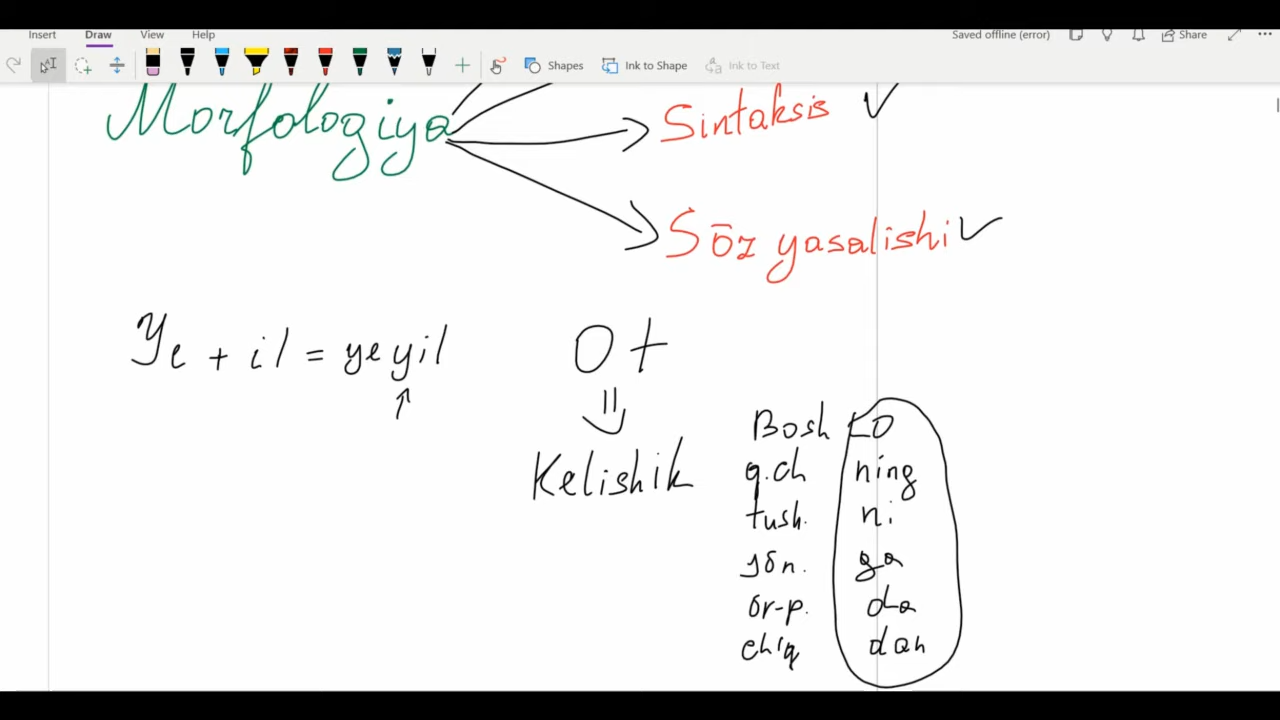 Insert Draw View Help Saved offline (error) Share
Shapes Ink to Shape Ink to Text
Morfologiya
Sintaksis
Sōz yasalishi
Ye + il = yeyil
Ot
Kelishik
Bosh
q.ch ning
tush. ni
yōn. ga
ōr-p. da
chiq dan